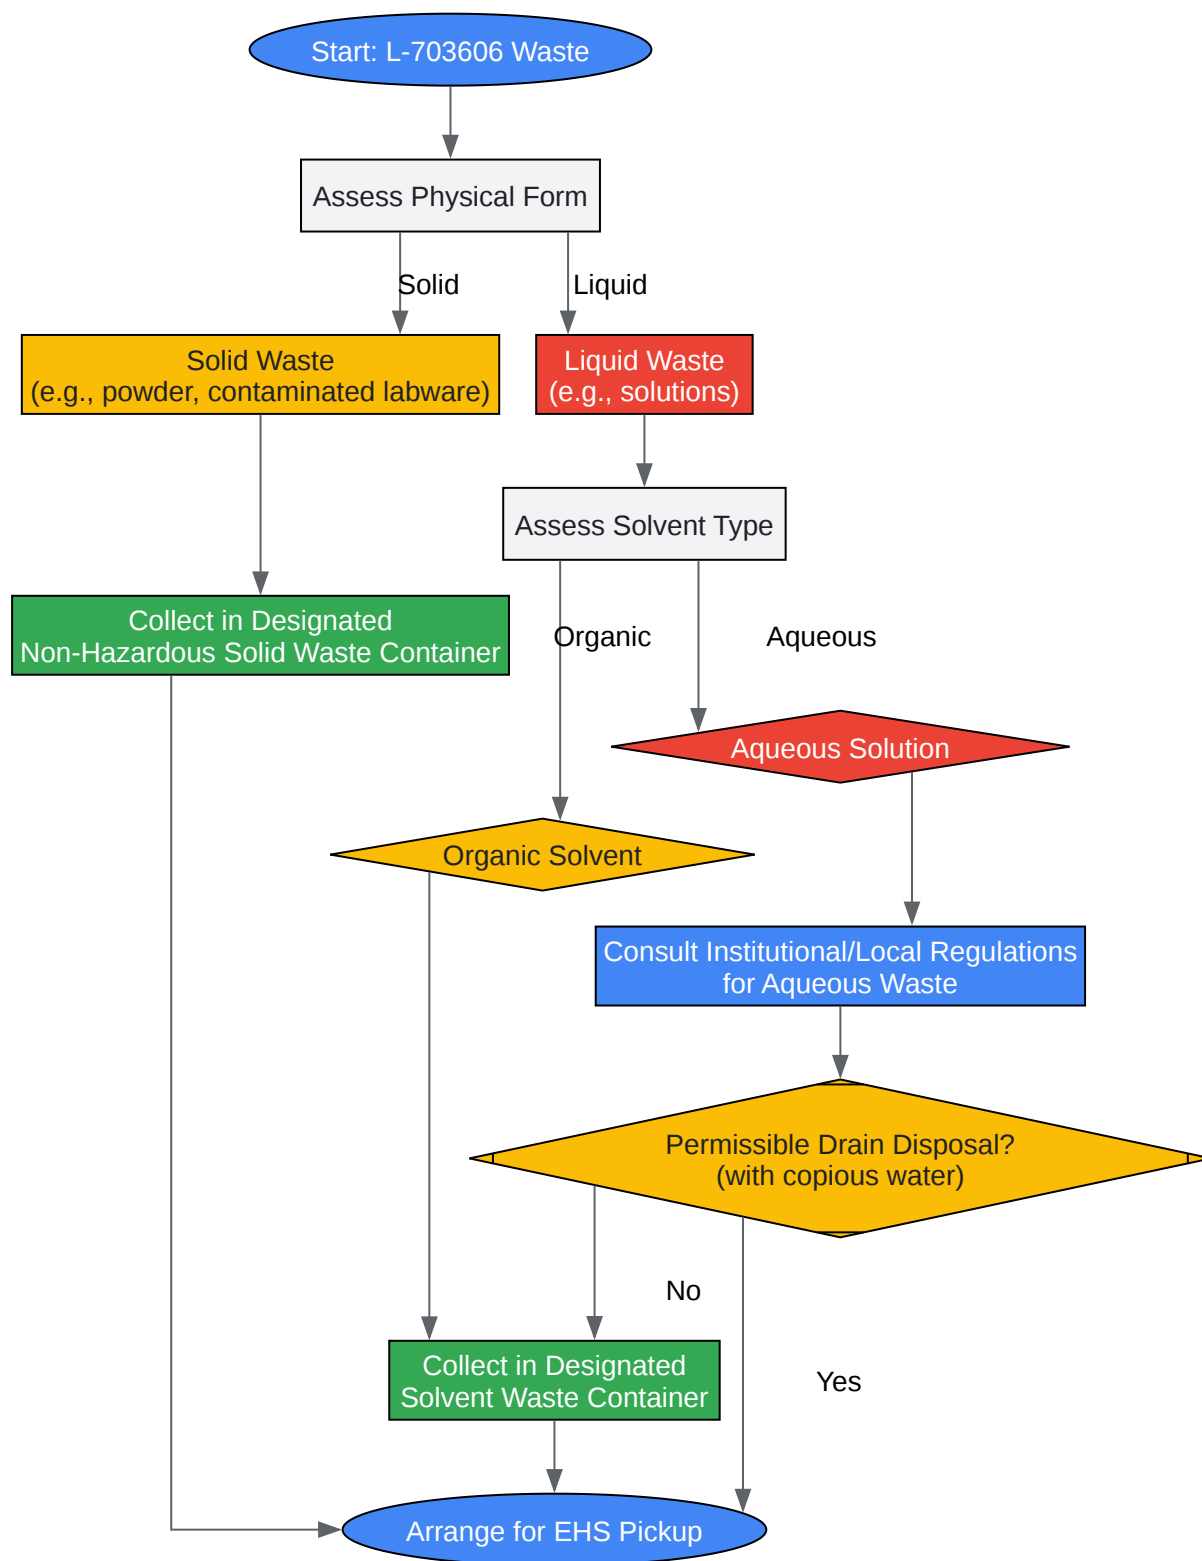 Start: L-703606 Waste
Assess Physical Form
Solid
Liquid
Solid Waste
(e.g., powder, contaminated labware)
Liquid Waste
(e.g., solutions)
Assess Solvent Type
Collect in Designated
Non-Hazardous Solid Waste Container
Organic
Aqueous
Aqueous Solution
Organic Solvent
Consult Institutional/Local Regulations
for Aqueous Waste
Permissible Drain Disposal?
(with copious water)
No
Yes
Collect in Designated
Solvent Waste Container
Arrange for EHS Pickup